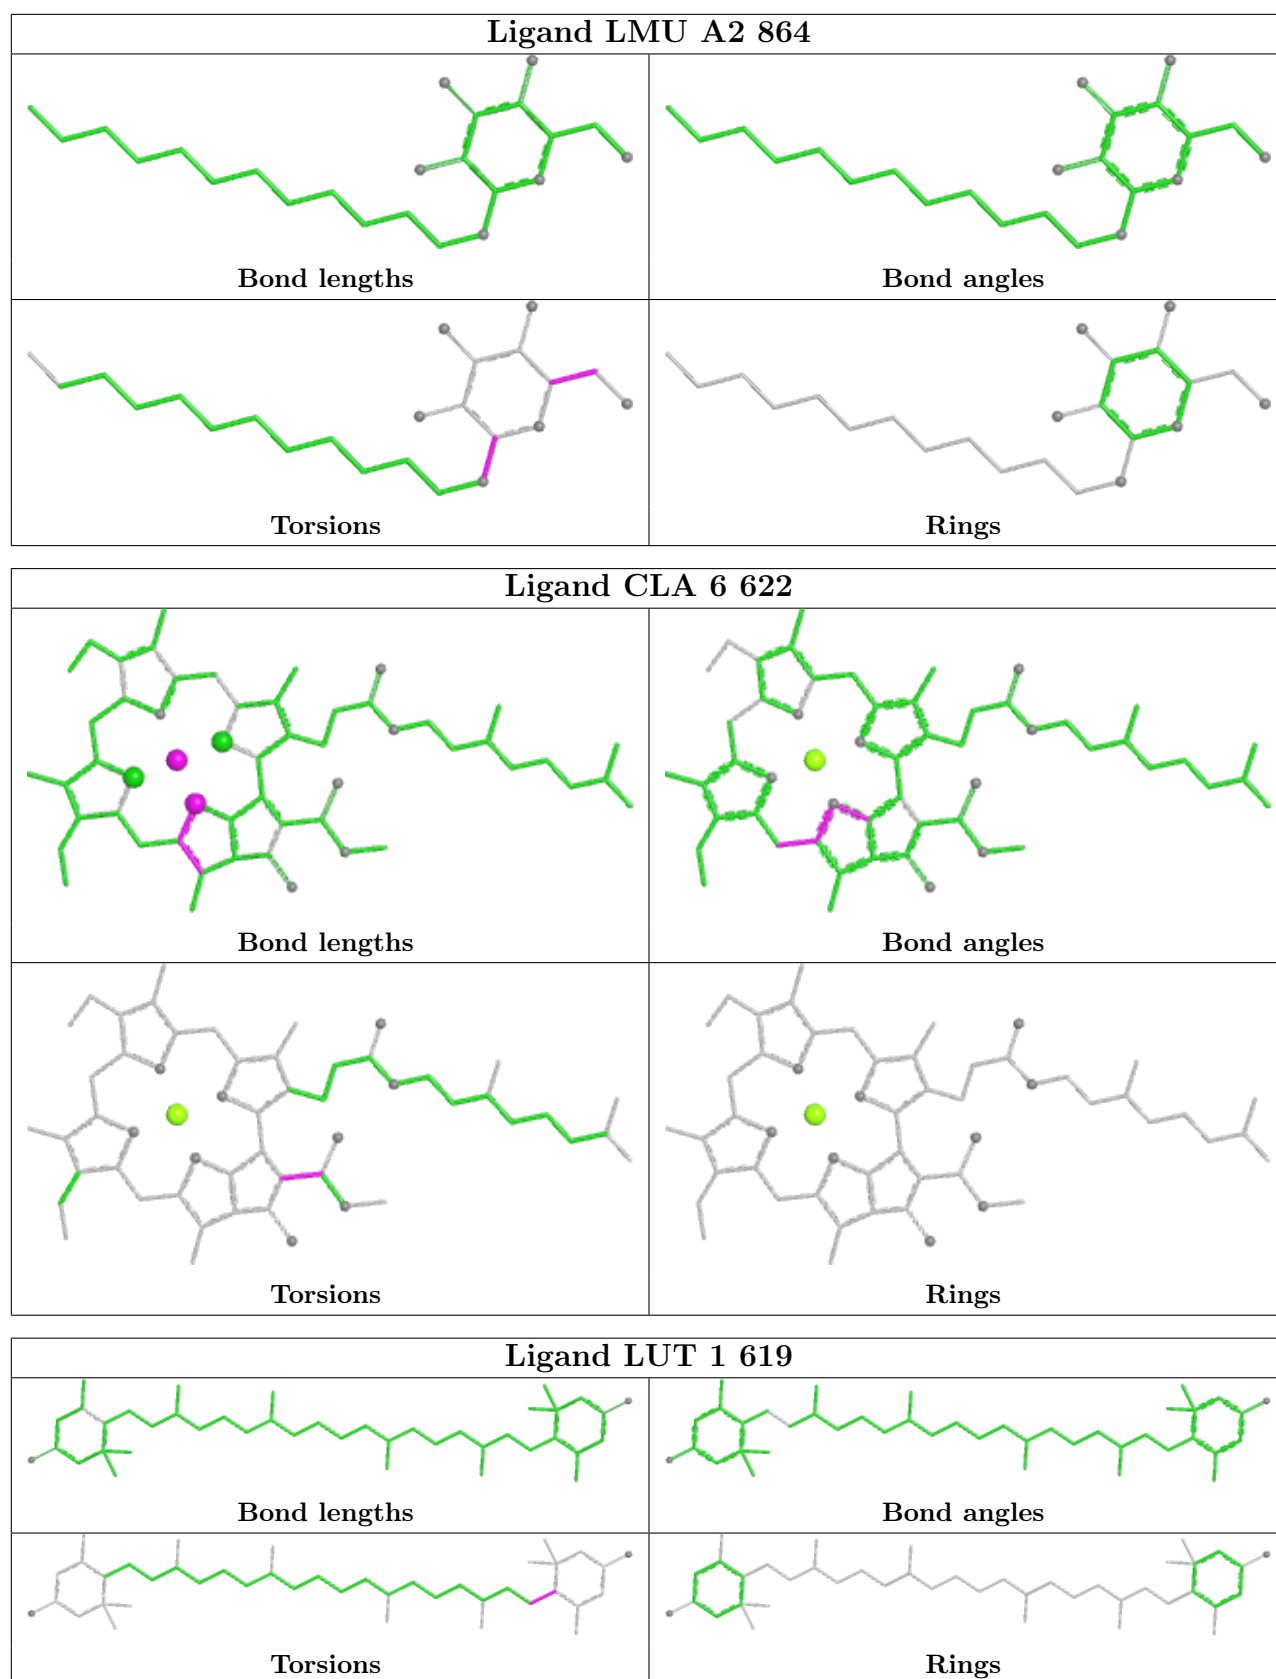 Ligand LMU A2 864
Bond lengths
Bond angles
Torsions
Rings
Ligand CLA 6 622
Bond lengths
Bond angles
Torsions
Rings
Ligand LUT 1 619
Bond lengths
Bond angles
Torsions
Rings